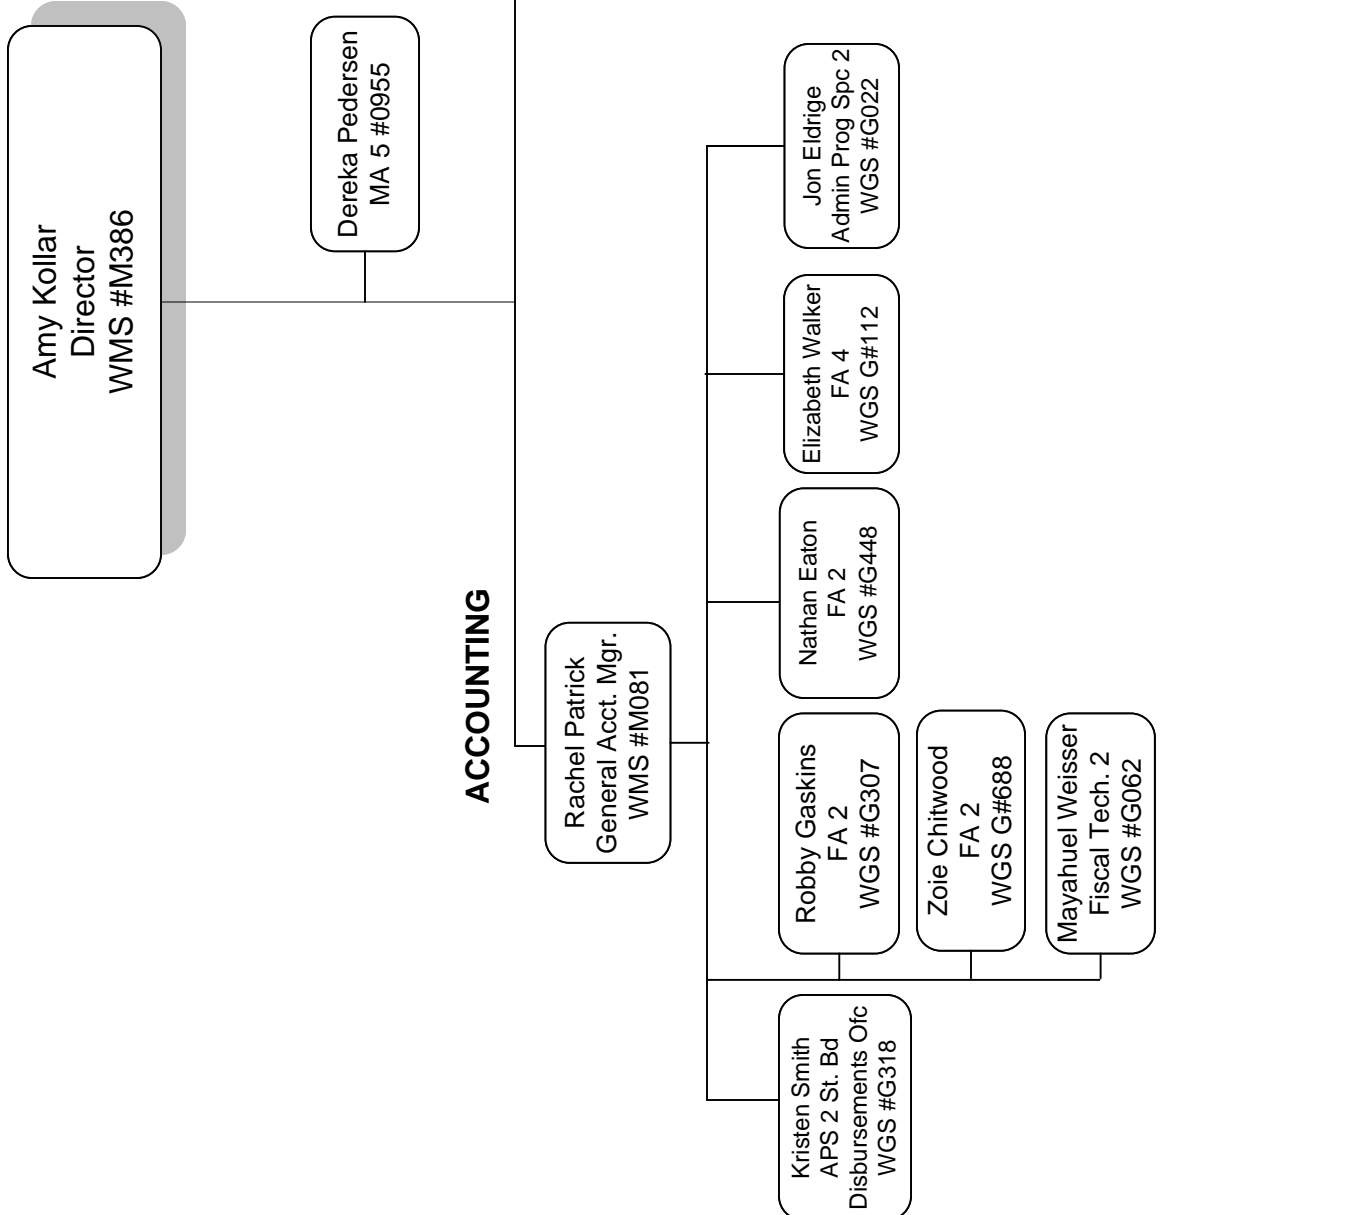 Amy Kollar
Director
WMS #M386
Dereka Pedersen
MA 5 #0955
ACCOUNTING
Rachel Patrick
General Acct. Mgr.
WMS #M081
Kristen Smith
APS 2 St. Bd
Disbursements Ofc
WGS #G318
Robby Gaskins
FA 2
WGS #G307
Zoie Chitwood
FA 2
WGS G#688
Mayahuel Weisser
Fiscal Tech. 2
WGS #G062
Nathan Eaton
FA 2
WGS #G448
Elizabeth Walker
FA 4
WGS G#112
Jon Eldrige
Admin Prog Spc 2
WGS #G022